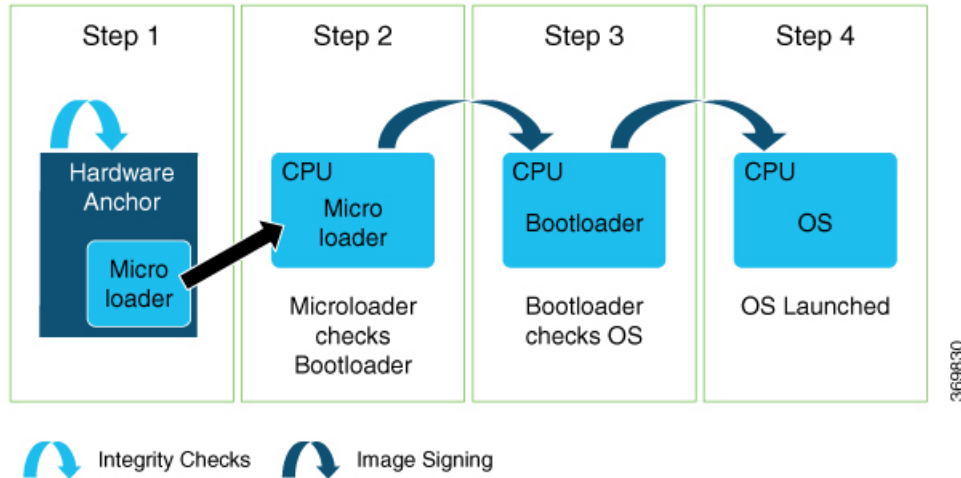 Step 1
Step 2
Step 3
Step 4
Hardware
Anchor
Micro
loader
CPU
Micro
loader
CPU
Bootloader
CPU
OS
Microloader
checks
Bootloader
Bootloader
checks OS
OS Launched
369830
Integrity Checks
Image Signing